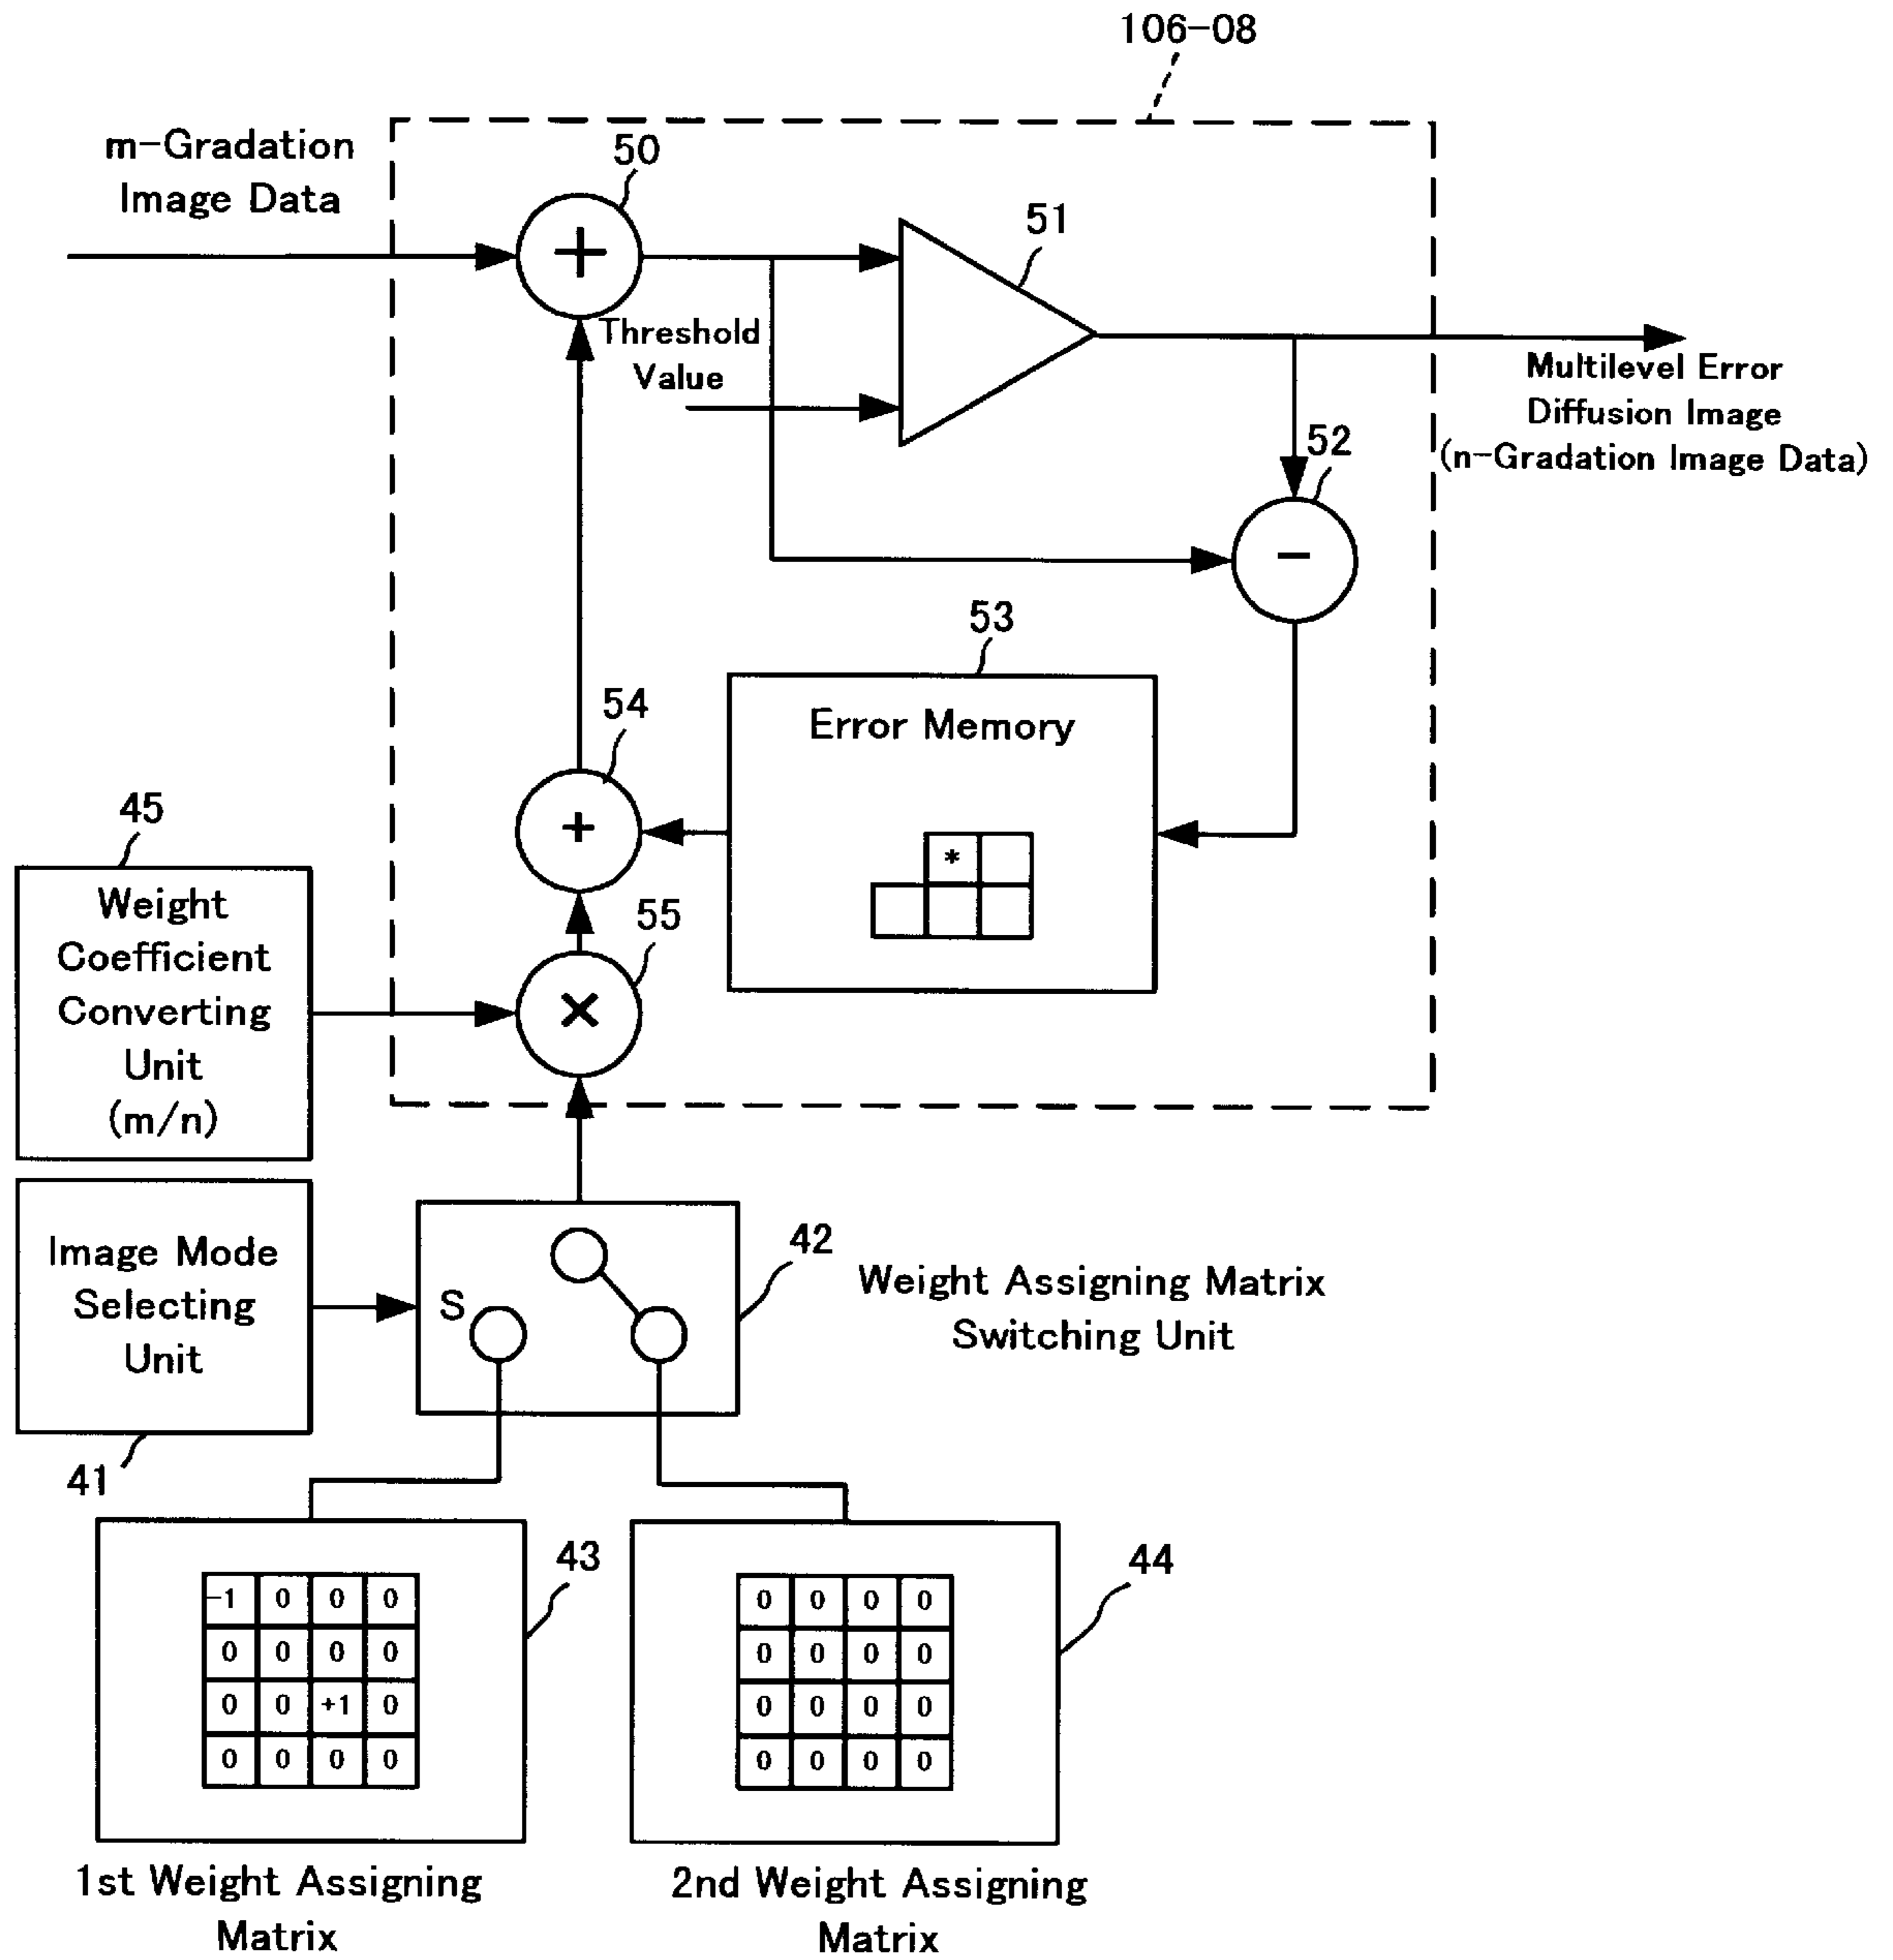 106-08
m-Gradation
Image Data
50
+
51
Threshold
Value
Multilevel Error
Diffusion Image
(n-Gradation Image Data)
52
−
53
Error Memory
*
54
+
45
Weight
Coefficient
Converting
Unit
(m/n)
55
×
Image Mode
Selecting
Unit
41
S
42
Weight Assigning Matrix
Switching Unit
43
-1 0 0 0
0 0 0 0
0 0 +1 0
0 0 0 0
1st Weight Assigning
Matrix
44
0 0 0 0
0 0 0 0
0 0 0 0
0 0 0 0
2nd Weight Assigning
Matrix